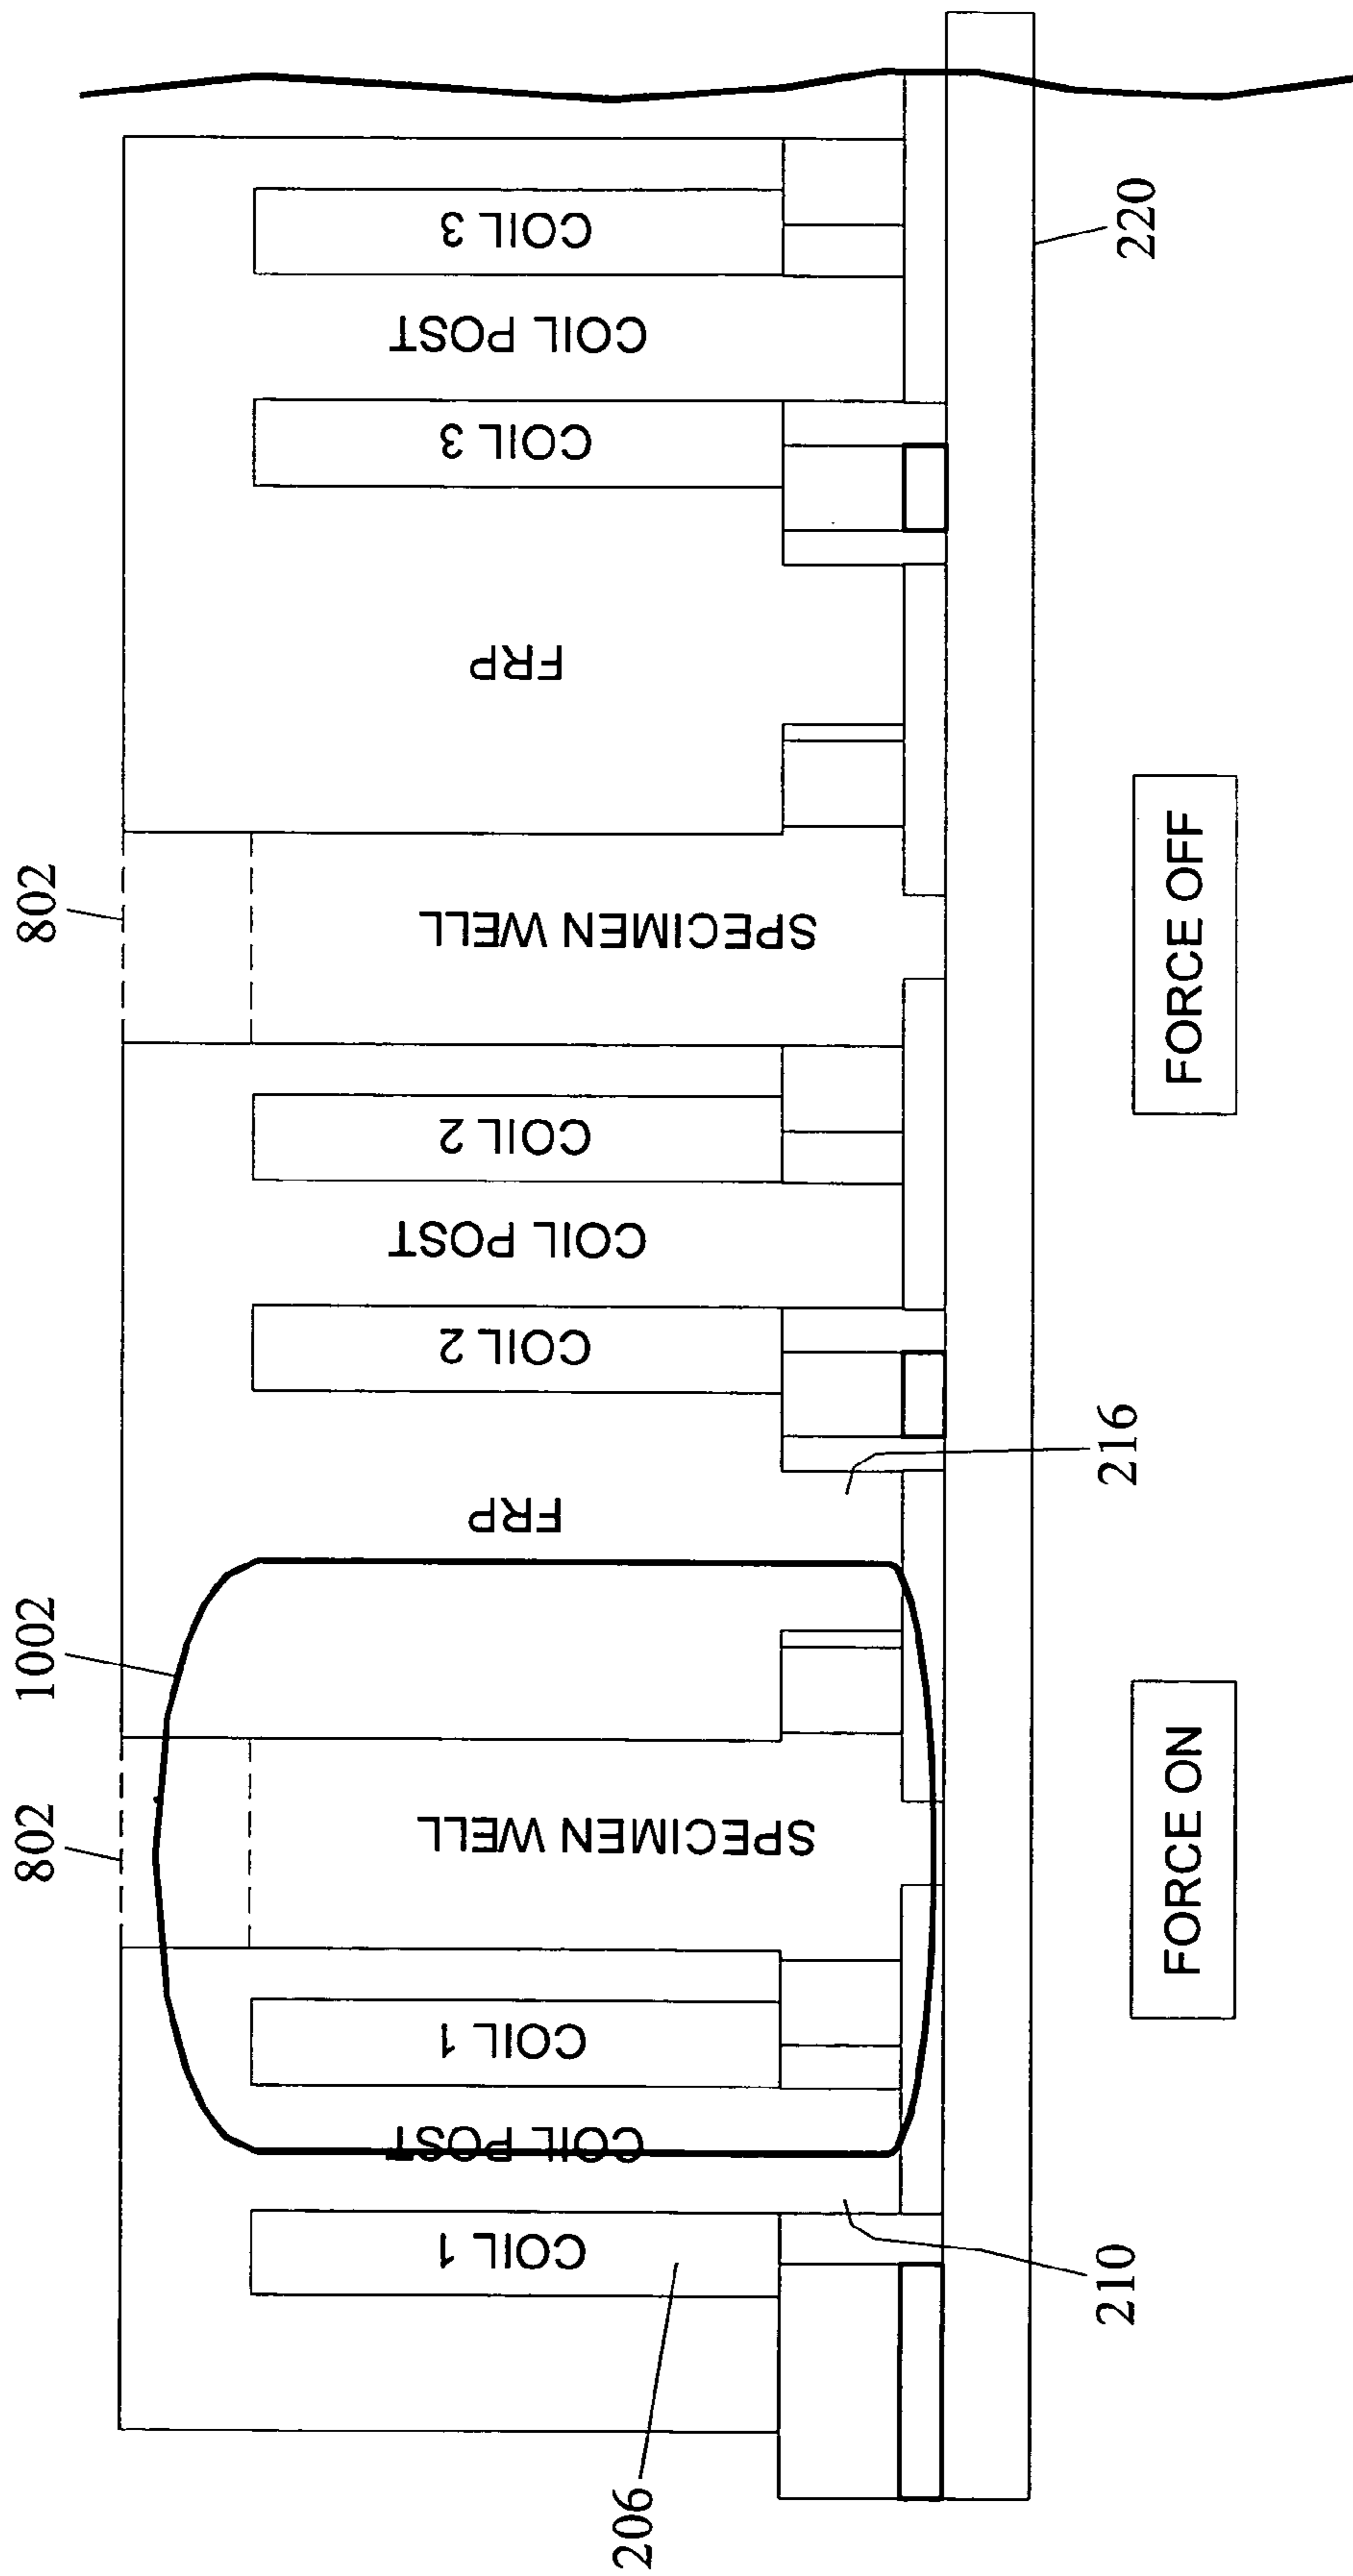 802
1002
802
COIL 1
COIL POST
COIL 1
SPECIMEN WELL
FRP
COIL 2
COIL POST
COIL 2
SPECIMEN WELL
FRP
COIL 3
COIL POST
COIL 3
206
210
216
220
FORCE ON
FORCE OFF